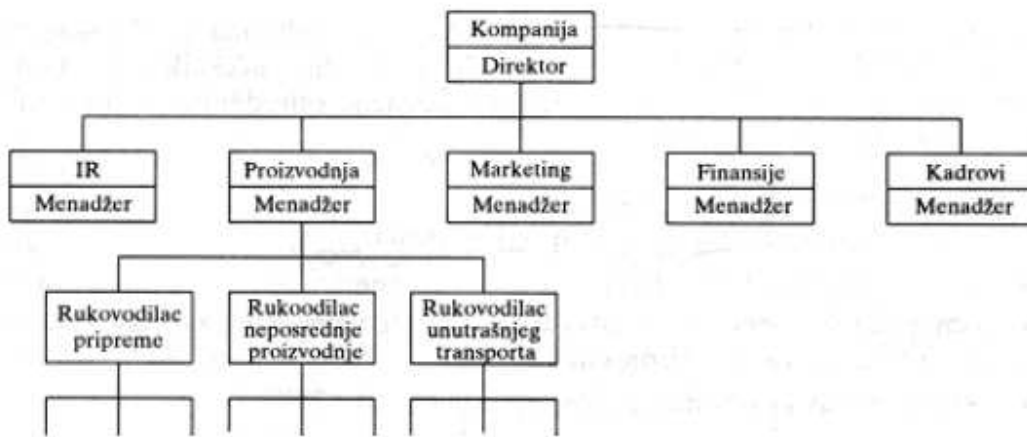 Kompanija
Direktor
IR
Menadžer
Proizvodnja
Menadžer
Marketing
Menadžer
Finansije
Menadžer
Kadrovi
Menadžer
Rukovodilac
pripreme
Rukoodilac
neposrednje
proizvodnje
Rukovodilac
unutrašnjeg
transporta